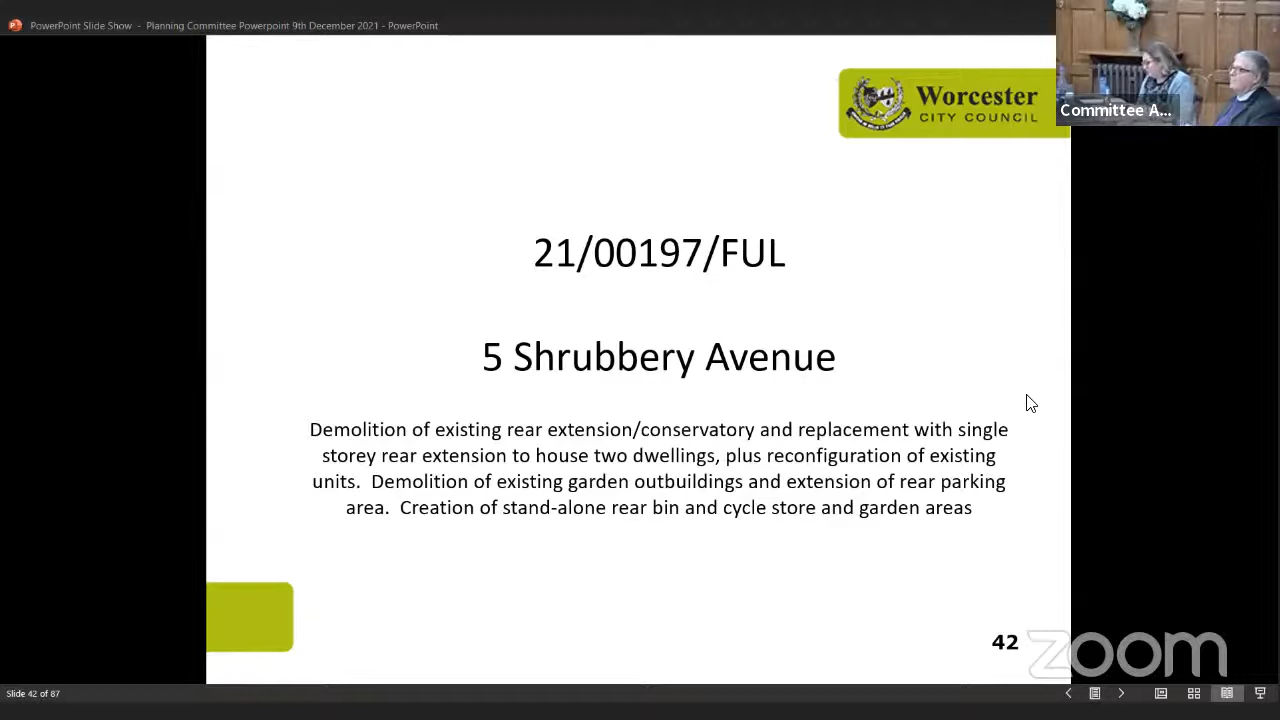 PowerPoint Slide Show - Planning Committee Powerpoint 9th December 2021 - PowerPoint
Worcester
CITY COUNCIL
Committee A...
21/00197/FUL
5 Shrubbery Avenue
Demolition of existing rear extension/conservatory and replacement with single
storey rear extension to house two dwellings, plus reconfiguration of existing
units. Demolition of existing garden outbuildings and extension of rear parking
area. Creation of stand-alone rear bin and cycle store and garden areas
42
zoom
Slide 42 of 87